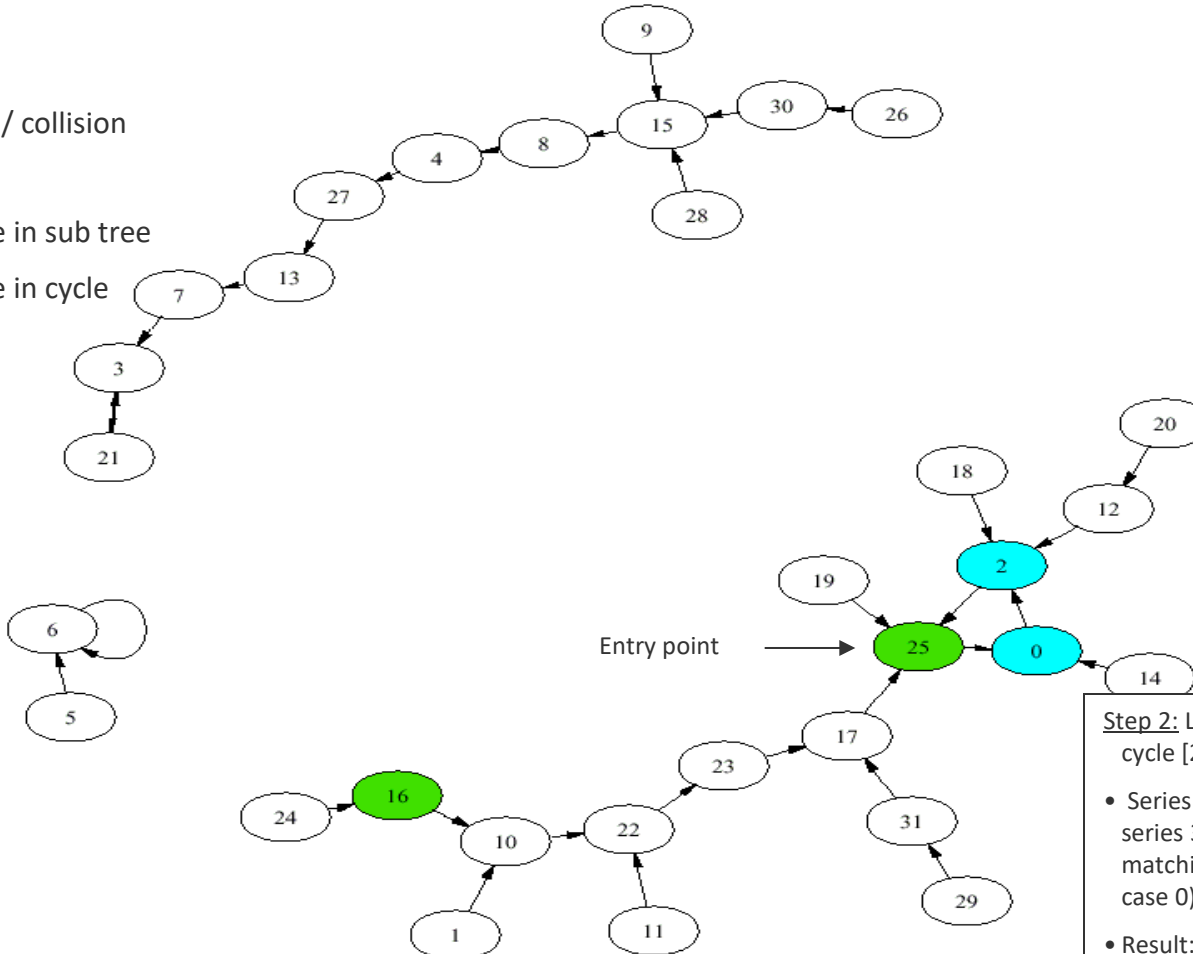 / collision
e in sub tree
e in cycle
9
30
26
15
8
4
27
28
13
7
3
21
20
18
12
2
19
6
Entry point
25
0
14
5
17
23
16
24
22
10
31
29
1
11
Step 2: L
cycle [2
• Series
series 3
matchi
case 0)
• Result: